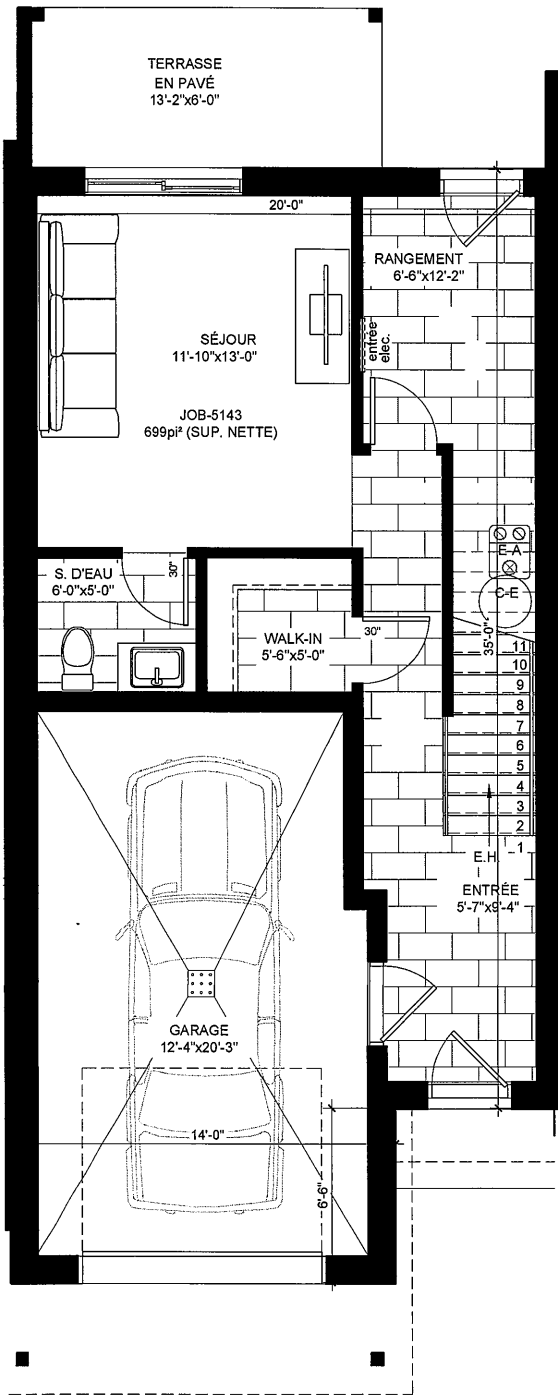 TERRASSE
EN PAVÉ
13'-2"x6'-0"
20'-0"
RANGEMENT
6'-6"x12'-2"
entrée
elec.
SÉJOUR
11'-10"x13'-0"
JOB-5143
699pi² (SUP. NETTE)
E-A
C-E
S. D'EAU
6'-0"x5'-0"
30"
WALK-IN
5'-6"x5'-0"
30"
35'-0"
11
10
9
8
7
6
5
4
3
2
1
E.H.
ENTRÉE
5'-7"x9'-4"
GARAGE
12'-4"x20'-3"
14'-0"
6'-6"